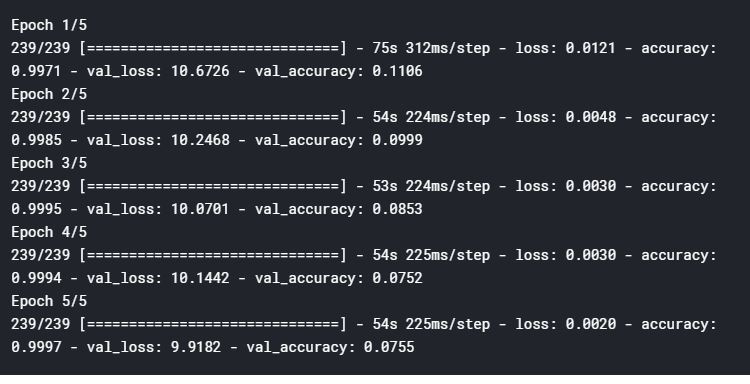 Epoch 1/5
239/239 [==============================] - 75s 312ms/step - loss: 0.0121 - accuracy:
0.9971 - val_loss: 10.6726 - val_accuracy: 0.1106
Epoch 2/5
239/239 [==============================] - 54s 224ms/step - loss: 0.0048 - accuracy:
0.9985 - val_loss: 10.2468 - val_accuracy: 0.0999
Epoch 3/5
239/239 [==============================] - 53s 224ms/step - loss: 0.0030 - accuracy:
0.9995 - val_loss: 10.0701 - val_accuracy: 0.0853
Epoch 4/5
239/239 [==============================] - 54s 225ms/step - loss: 0.0030 - accuracy:
0.9994 - val_loss: 10.1442 - val_accuracy: 0.0752
Epoch 5/5
239/239 [==============================] - 54s 225ms/step - loss: 0.0020 - accuracy:
0.9997 - val_loss: 9.9182 - val_accuracy: 0.0755